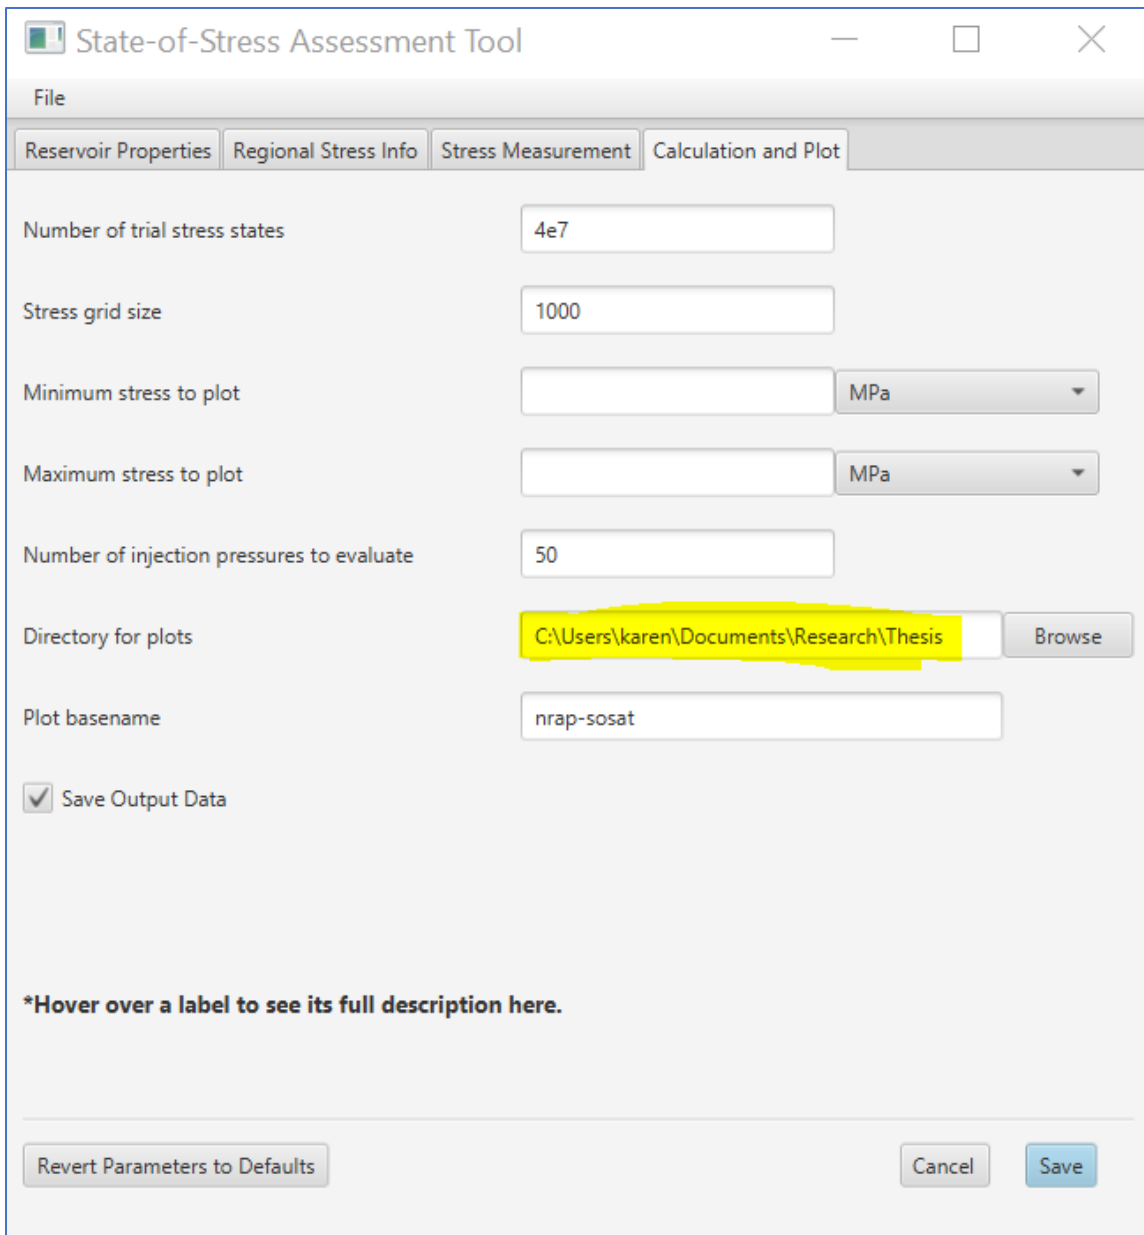 State-of-Stress Assessment Tool
File
Reservoir Properties Regional Stress Info Stress Measurement Calculation and Plot
Number of trial stress states 4e7
Stress grid size 1000
Minimum stress to plot MPa
Maximum stress to plot MPa
Number of injection pressures to evaluate 50
Directory for plots C:\Users\karen\Documents\Research\Thesis Browse
Plot basename nrap-sosat
Save Output Data
*Hover over a label to see its full description here.
Revert Parameters to Defaults Cancel Save